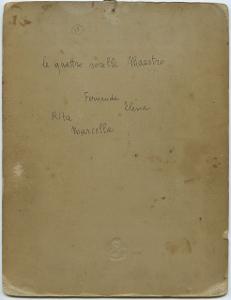 le quattro sorelle Maestro
Fernanda
Elena
Rita
Marcella